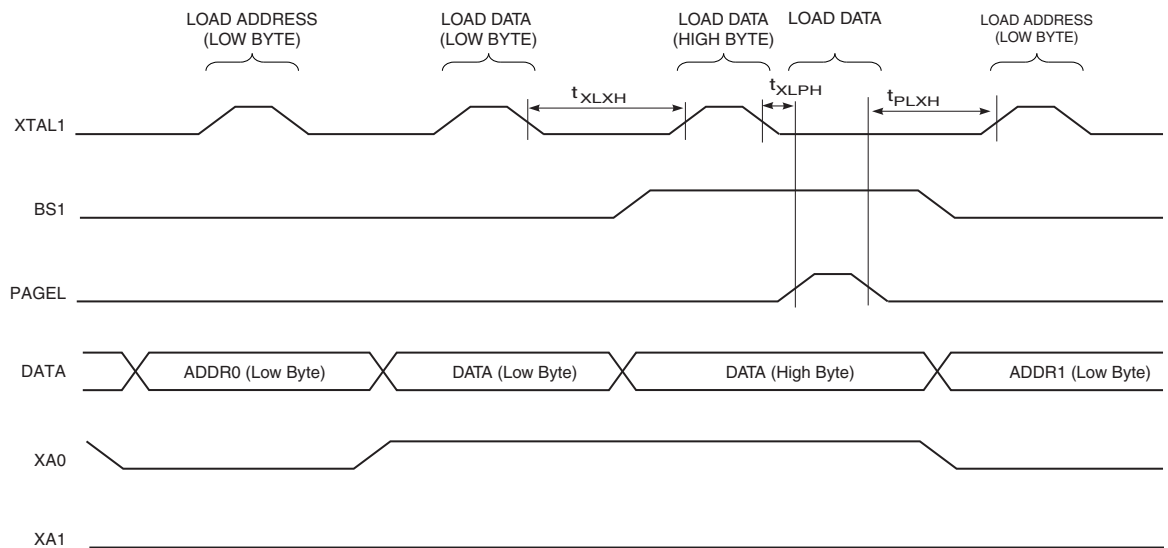 LOAD ADDRESS
(LOW BYTE)
LOAD DATA
(LOW BYTE)
LOAD DATA
(HIGH BYTE)
LOAD DATA
LOAD ADDRESS
(LOW BYTE)
tXLXH
tXLPH
tPLXH
XTAL1
BS1
PAGEL
DATA
ADDR0 (Low Byte)
DATA (Low Byte)
DATA (High Byte)
ADDR1 (Low Byte)
XA0
XA1